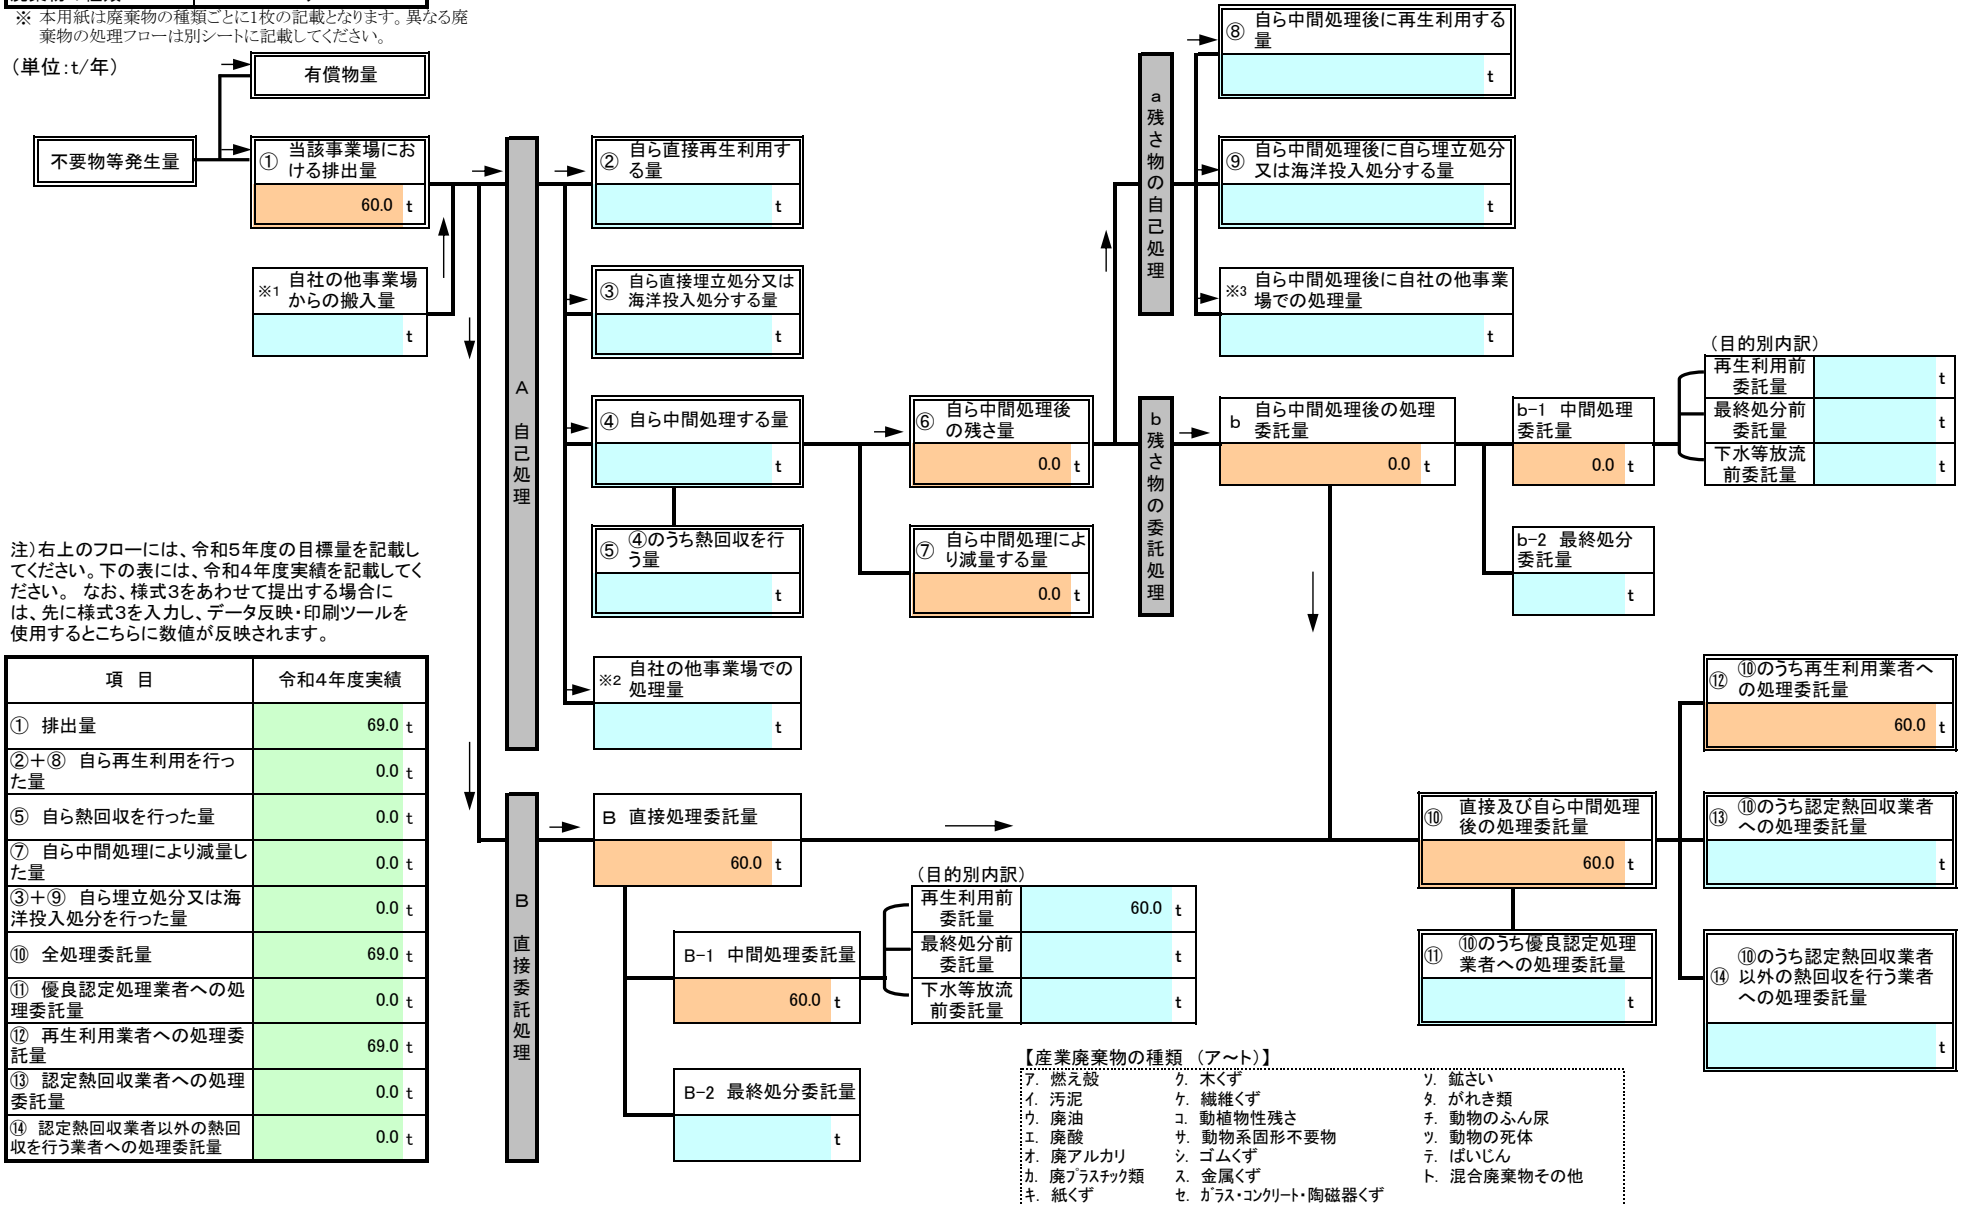 ※ 本用紙は廃棄物の種類ごとに1枚の記載となります。異なる廃
棄物の処理フローは別シートに記載してください。
（単位：t/年）
有償物量
不要物等発生量
① 当該事業場にお
ける排出量
60.0 t
※1 自社の他事業場
からの搬入量
t
A 自己処理
② 自ら直接再生利用す
る量
t
③ 自ら直接埋立処分又は
海洋投入処分する量
t
④ 自ら中間処理する量
t
⑤ ④のうち熱回収を行
う量
t
※2 自社の他事業場での
処理量
t
⑥ 自ら中間処理後
の残さ量
0.0 t
⑦ 自ら中間処理によ
り減量する量
0.0 t
a 残さ物の自己処理
⑧ 自ら中間処理後に再生利用する
量
t
⑨ 自ら中間処理後に自ら埋立処分
又は海洋投入処分する量
t
※3 自ら中間処理後に自社の他事業
場での処理量
t
b 残さ物の委託処理
b 自ら中間処理後の処理
委託量
0.0 t
b-1 中間処理
委託量
0.0 t
b-2 最終処分
委託量
t
（目的別内訳）
再生利用前
委託量
t
最終処分前
委託量
t
下水等放流
前委託量
t
注）右上のフローには、令和5年度の目標量を記載し
てください。下の表には、令和4年度実績を記載してく
ださい。 なお、様式3をあわせて提出する場合に
は、先に様式3を入力し、データ反映・印刷ツールを
使用するとこちらに数値が反映されます。
項 目 令和4年度実績
① 排出量 69.0 t
②＋⑧ 自ら再生利用を行っ
た量 0.0 t
⑤ 自ら熱回収を行った量 0.0 t
⑦ 自ら中間処理により減量し
た量 0.0 t
③＋⑨ 自ら埋立処分又は海
洋投入処分を行った量 0.0 t
⑩ 全処理委託量 69.0 t
⑪ 優良認定処理業者への処
理委託量 0.0 t
⑫ 再生利用業者への処理委
託量 69.0 t
⑬ 認定熱回収業者への処理
委託量 0.0 t
⑭ 認定熱回収業者以外の熱回
収を行う業者への処理委託量 0.0 t
B 直接委託処理
B 直接処理委託量
60.0 t
B-1 中間処理委託量
60.0 t
B-2 最終処分委託量
t
（目的別内訳）
再生利用前
委託量
60.0 t
最終処分前
委託量
t
下水等放流
前委託量
t
⑩ 直接及び自ら中間処理
後の処理委託量
60.0 t
⑪ ⑩のうち優良認定処理
業者への処理委託量
t
⑫ ⑩のうち再生利用業者へ
の処理委託量
60.0 t
⑬ ⑩のうち認定熱回収業者
への処理委託量
t
⑭ ⑩のうち認定熱回収業者
以外の熱回収を行う業者
への処理委託量
t
【産業廃棄物の種類 （ア～ト）】
ア. 燃え殻 ク. 木くず ソ. 鉱さい
イ. 汚泥 ケ. 繊維くず タ. がれき類
ウ. 廃油 コ. 動植物性残さ チ. 動物のふん尿
エ. 廃酸 サ. 動物系固形不要物 ツ. 動物の死体
オ. 廃アルカリ シ. ゴムくず テ. ばいじん
カ. 廃プラスチック類 ス. 金属くず ト. 混合廃棄物その他
キ. 紙くず セ. ガラス・コンクリート・陶磁器くず